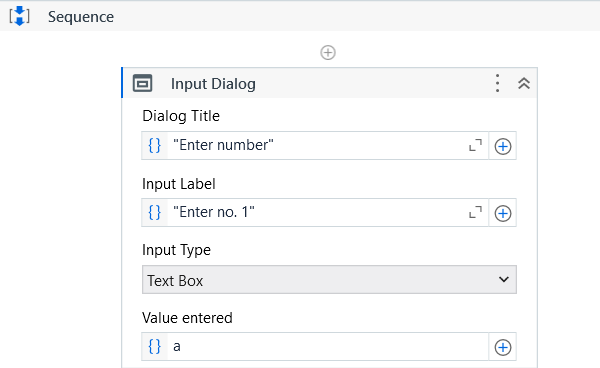 Sequence
Input Dialog
Dialog Title
"Enter number"
Input Label
"Enter no. 1"
Input Type
Text Box
Value entered
a